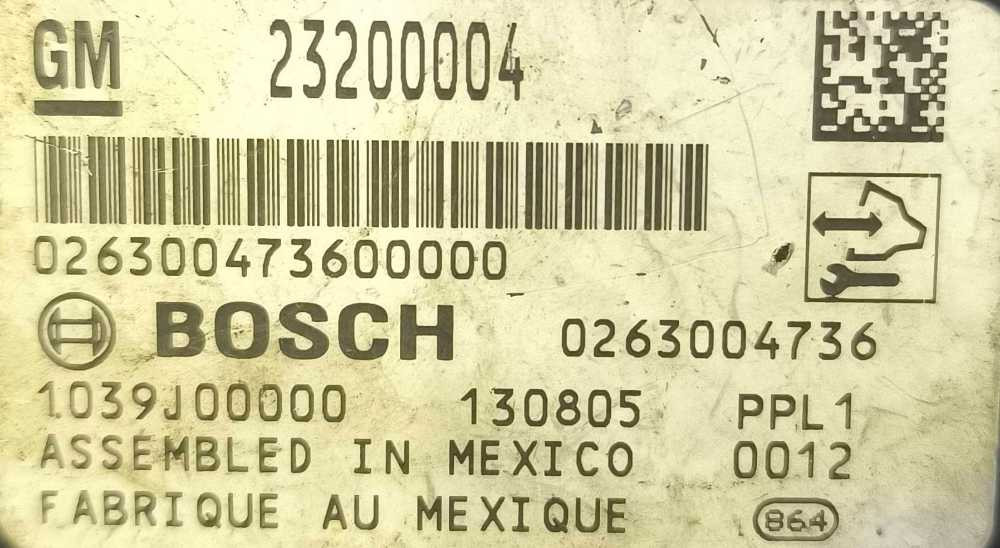 GM 23200004
026300473600000
BOSCH 0263004736
1039J00000 130805 PPL1
ASSEMBLED IN MEXICO 0012
FABRIQUE AU MEXIQUE 864